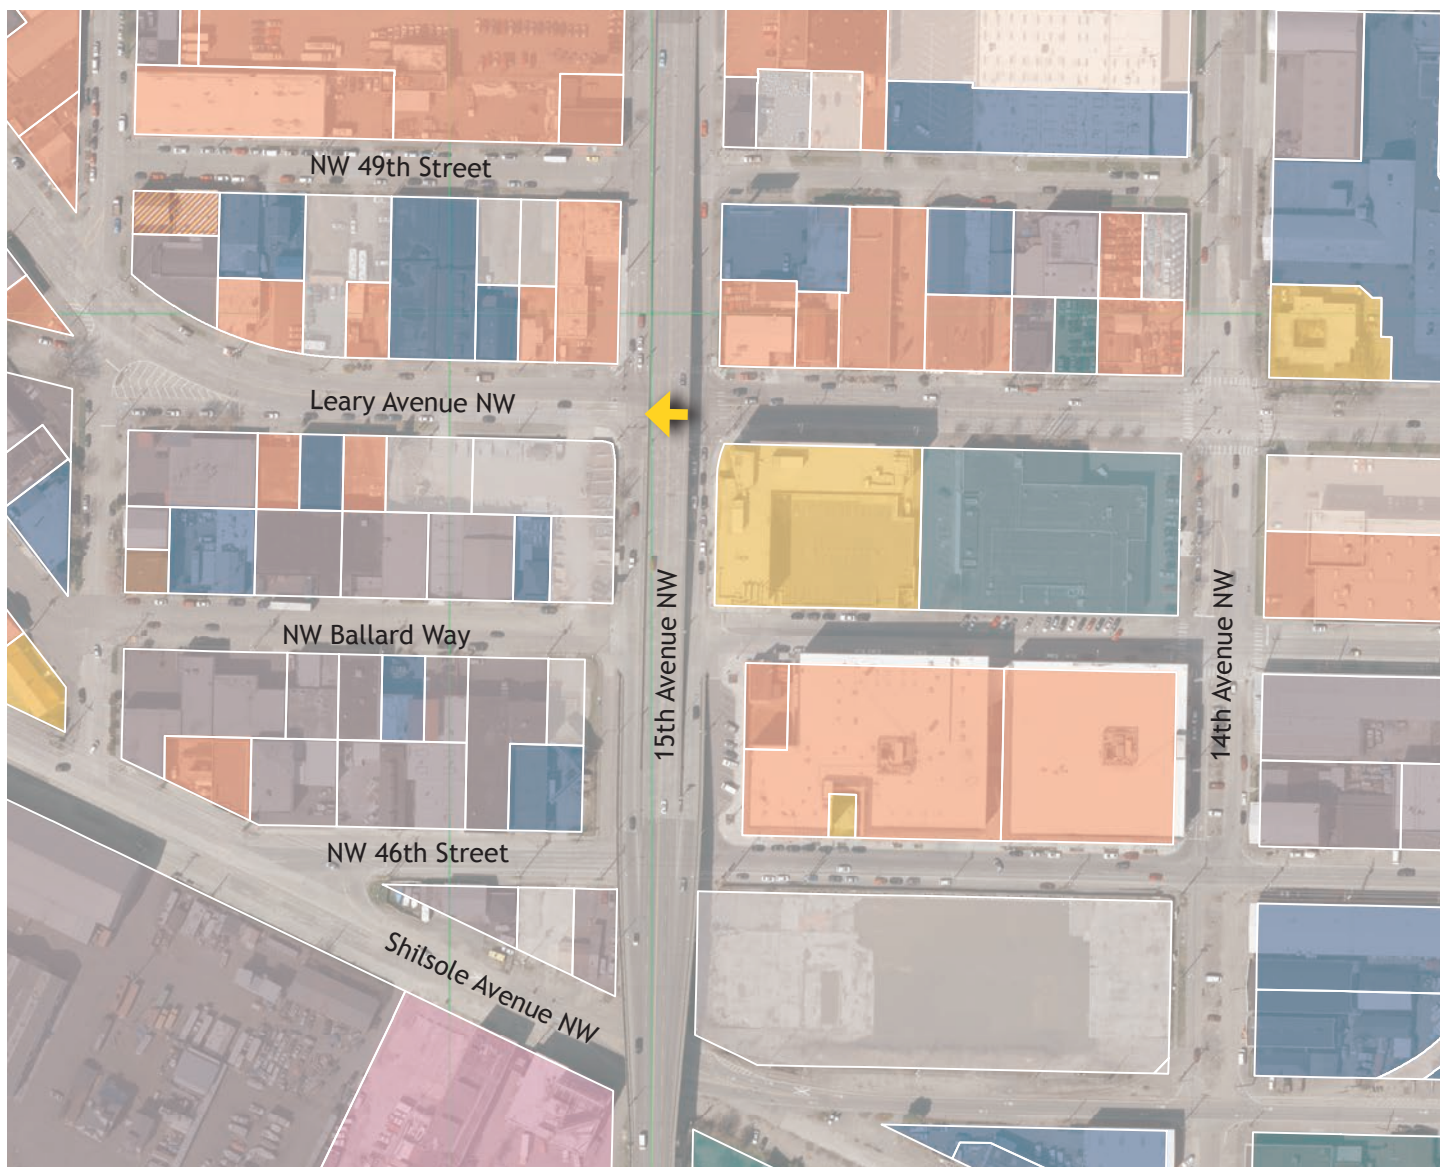 NW 49th Street
Leary Avenue NW
NW Ballard Way
15th Avenue NW
14th Avenue NW
NW 46th Street
Shilsole Avenue NW